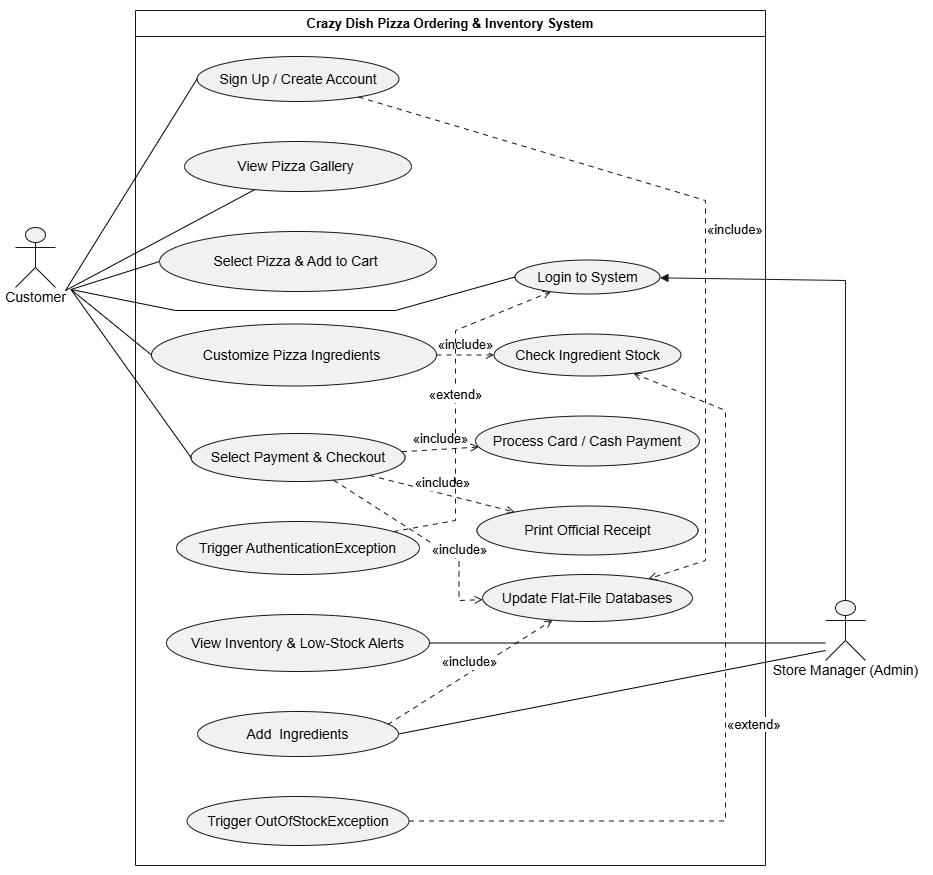 Crazy Dish Pizza Ordering & Inventory System
Sign Up / Create Account
View Pizza Gallery
«include»
Select Pizza & Add to Cart
Login to System
Customer
«include»
Customize Pizza Ingredients
Check Ingredient Stock
«extend»
«include»
Process Card / Cash Payment
Select Payment & Checkout
«include»
Print Official Receipt
Trigger AuthenticationException
«include»
Update Flat-File Databases
View Inventory & Low-Stock Alerts
«include»
Store Manager (Admin)
«extend»
Add  Ingredients
Trigger OutOfStockException